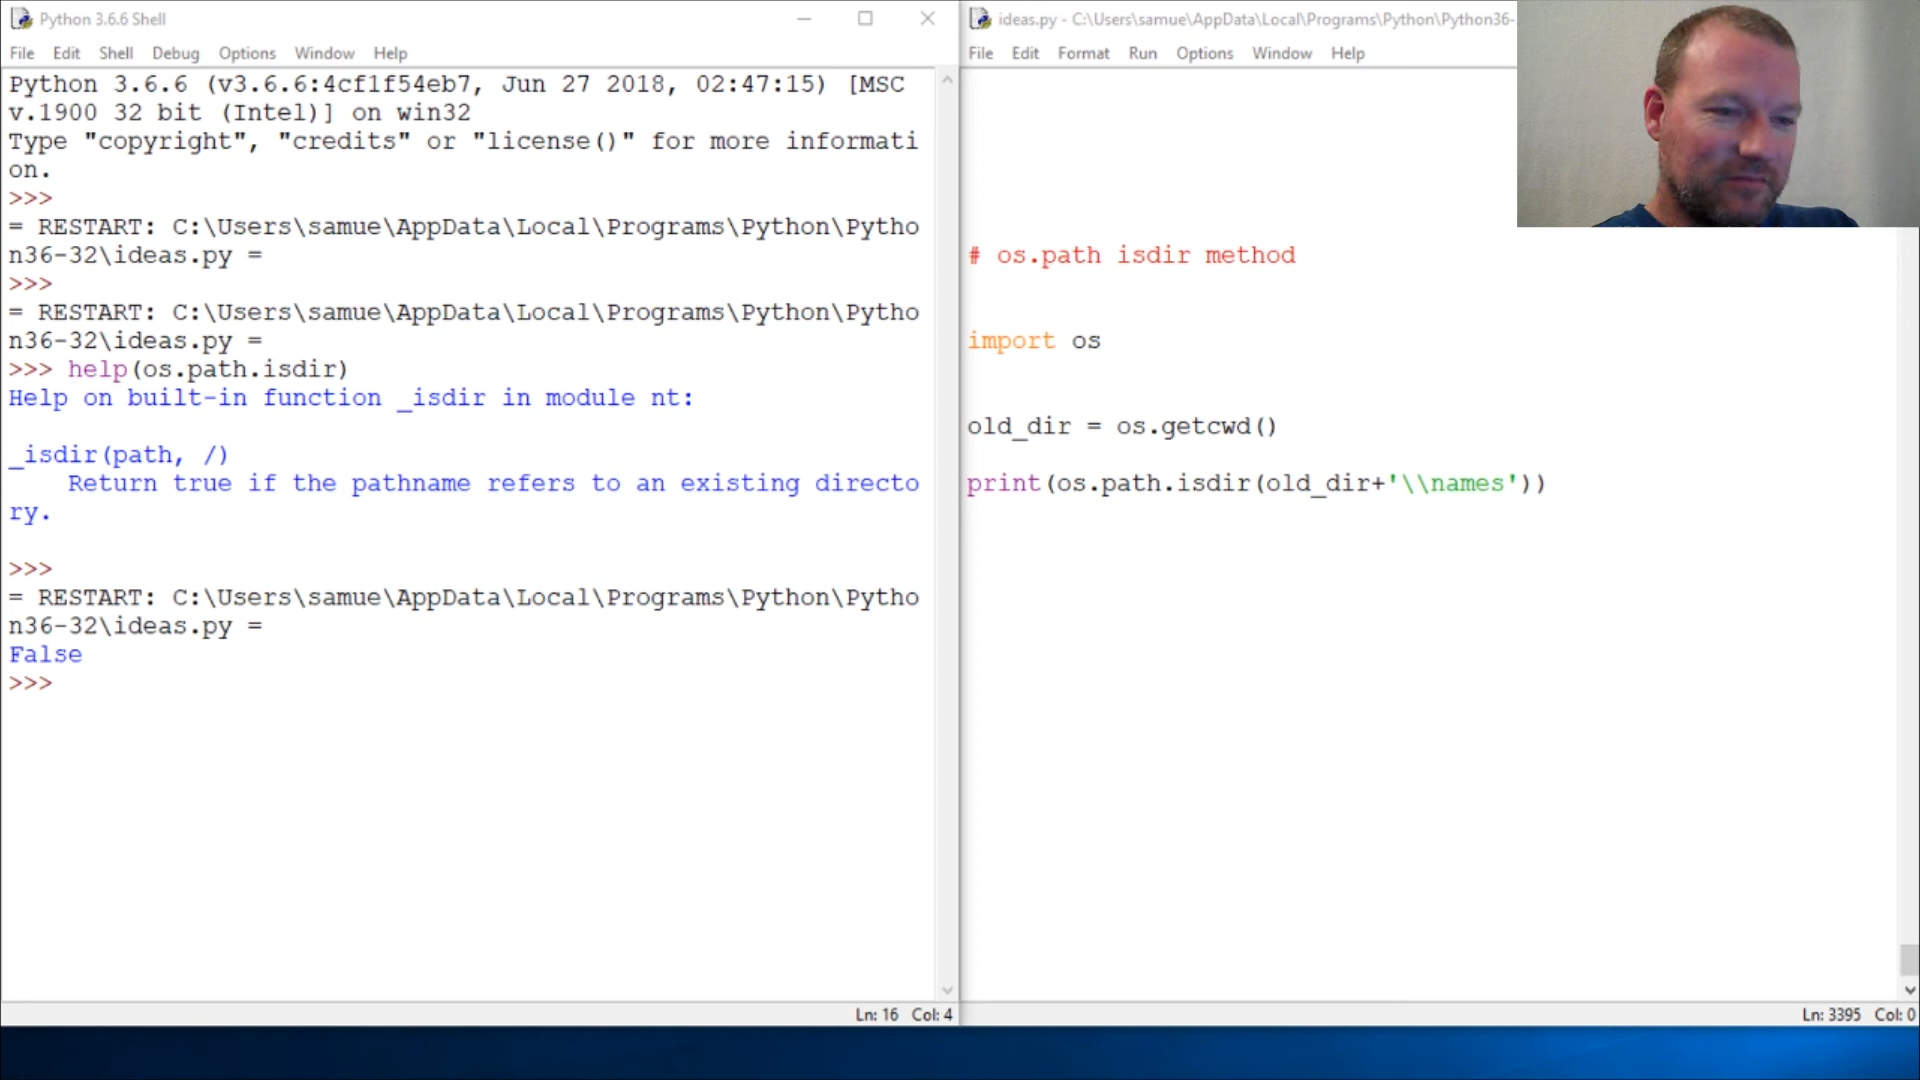 Python 3.6.6 Shell
File Edit Shell Debug Options Window Help
Python 3.6.6 (v3.6.6:4cf1f54eb7, Jun 27 2018, 02:47:15) [MSC
v.1900 32 bit (Intel)] on win32
Type "copyright", "credits" or "license()" for more informati
on.
>>>
= RESTART: C:\Users\samue\AppData\Local\Programs\Python\Pytho
n36-32\ideas.py =
>>>
= RESTART: C:\Users\samue\AppData\Local\Programs\Python\Pytho
n36-32\ideas.py =
>>> help(os.path.isdir)
Help on built-in function _isdir in module nt:
_isdir(path, /)
Return true if the pathname refers to an existing directo
ry.
>>>
= RESTART: C:\Users\samue\AppData\Local\Programs\Python\Pytho
n36-32\ideas.py =
False
>>>
Ln: 16 Col: 4
ideas.py - C:\Users\samue\AppData\Local\Programs\Python\Python36-
File Edit Format Run Options Window Help
# os.path isdir method
import os
old_dir = os.getcwd()
print(os.path.isdir(old_dir+'\\names'))
Ln: 3395 Col: 0